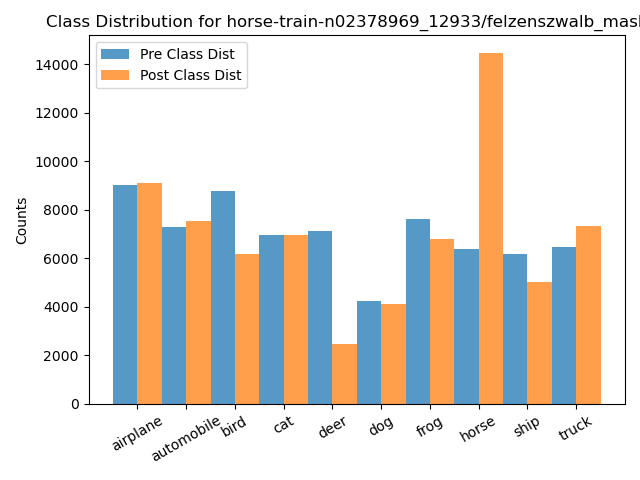 Class Distribution for horse-train-n02378969_12933/felzenszwalb_mas
Pre Class Dist
Post Class Dist
Counts
14000
12000
10000
8000
6000
4000
2000
0
airplane
automobile
bird
cat
deer
dog
frog
horse
ship
truck